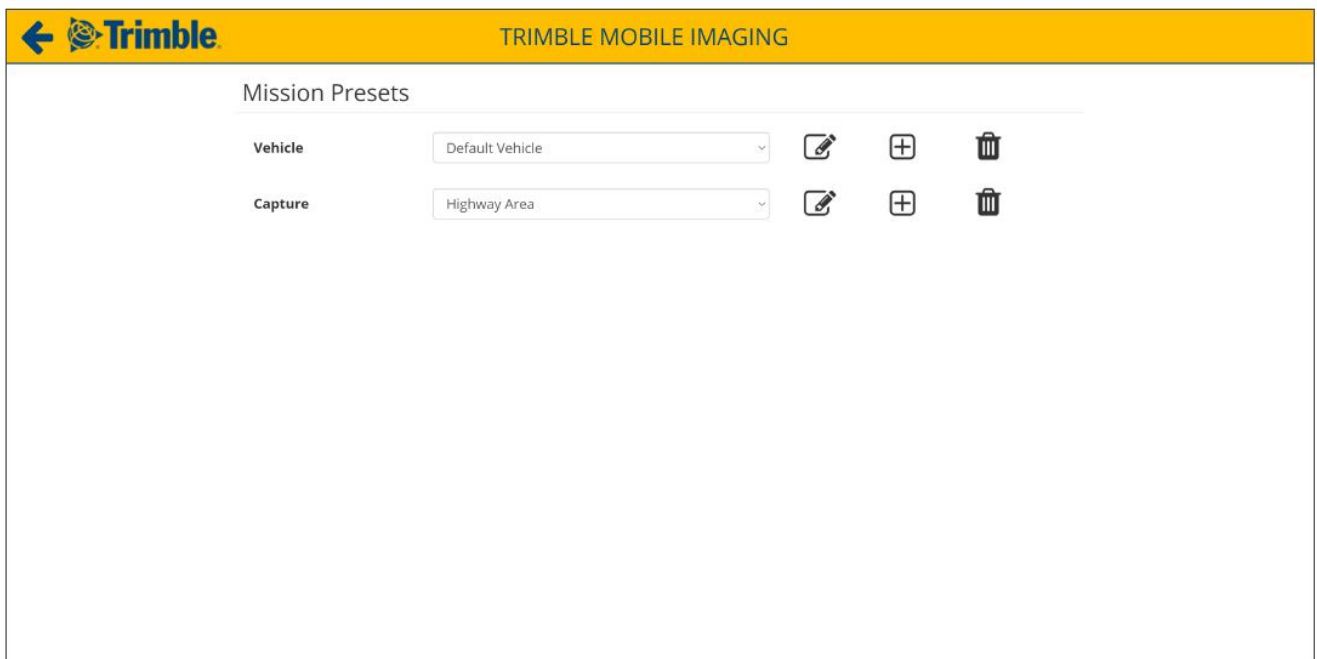 Trimble.
TRIMBLE MOBILE IMAGING
Mission Presets
Vehicle Default Vehicle
Capture Highway Area